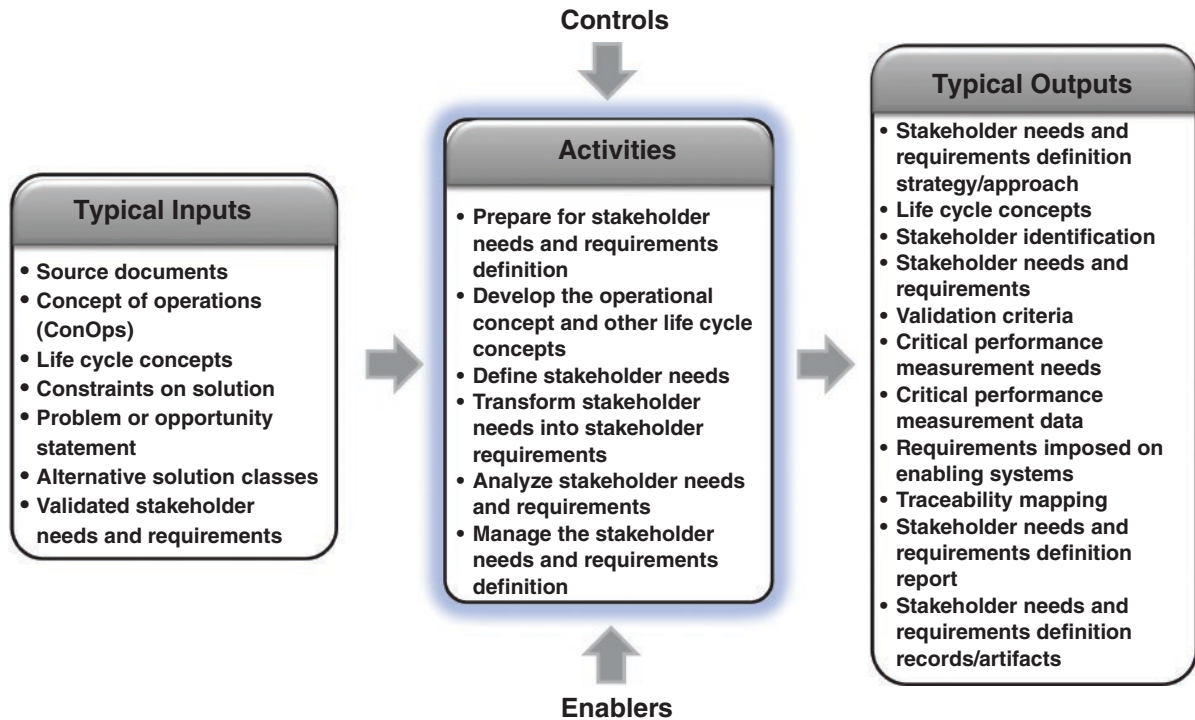 Controls
Typical Inputs
• Source documents
• Concept of operations
(ConOps)
• Life cycle concepts
• Constraints on solution
• Problem or opportunity
statement
• Alternative solution classes
• Validated stakeholder
needs and requirements
Activities
• Prepare for stakeholder
needs and requirements
definition
• Develop the operational
concept and other life cycle
concepts
• Define stakeholder needs
• Transform stakeholder
needs into stakeholder
requirements
• Analyze stakeholder needs
and requirements
• Manage the stakeholder
needs and requirements
definition
Typical Outputs
• Stakeholder needs and
requirements definition
strategy/approach
• Life cycle concepts
• Stakeholder identification
• Stakeholder needs and
requirements
• Validation criteria
• Critical performance
measurement needs
• Critical performance
measurement data
• Requirements imposed on
enabling systems
• Traceability mapping
• Stakeholder needs and
requirements definition
report
• Stakeholder needs and
requirements definition
records/artifacts
Enablers